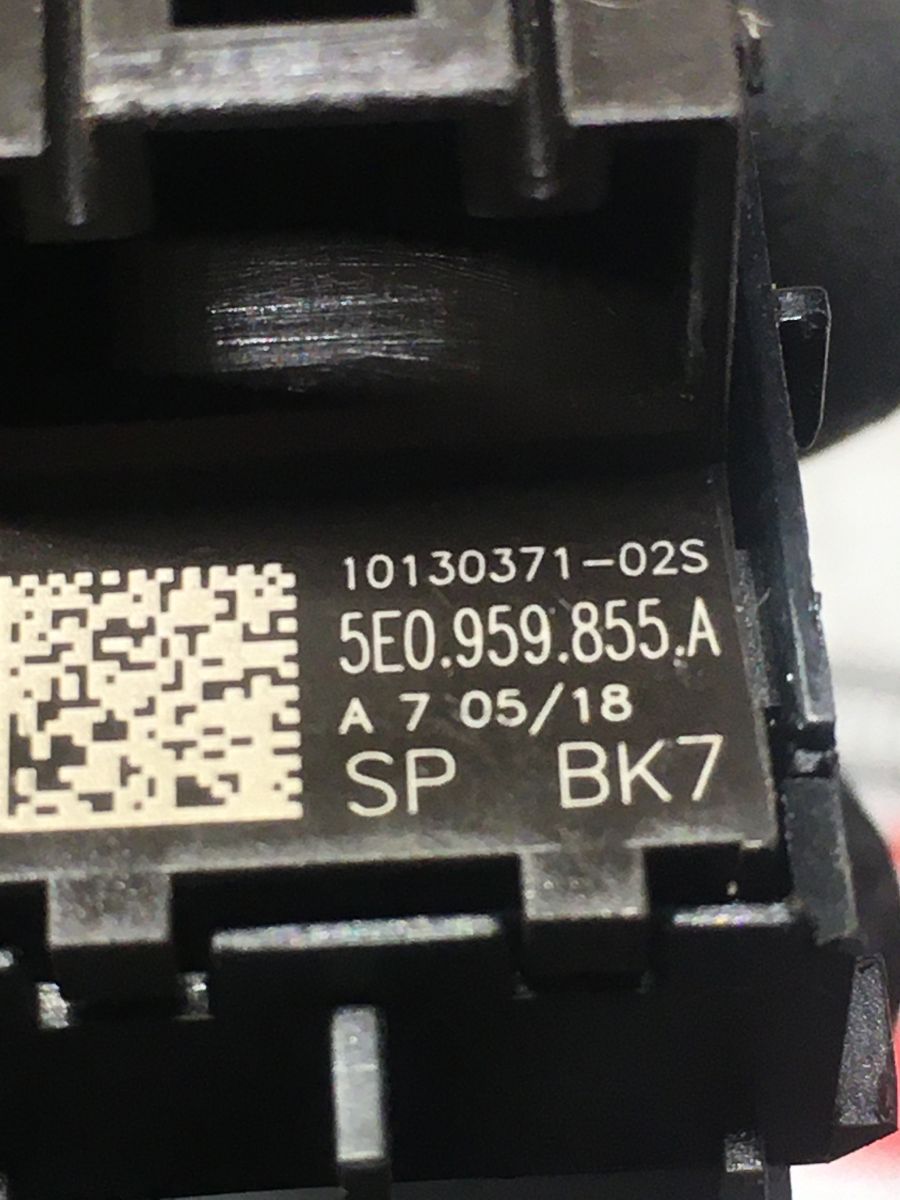 10130371-02S
5E0.959.855.A
A 7 05/18
SP BK7